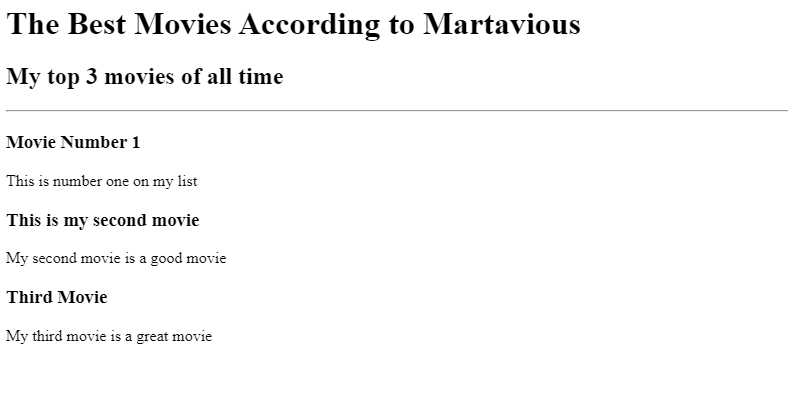 The Best Movies According to Martavious
My top 3 movies of all time
Movie Number 1
This is number one on my list
This is my second movie
My second movie is a good movie
Third Movie
My third movie is a great movie